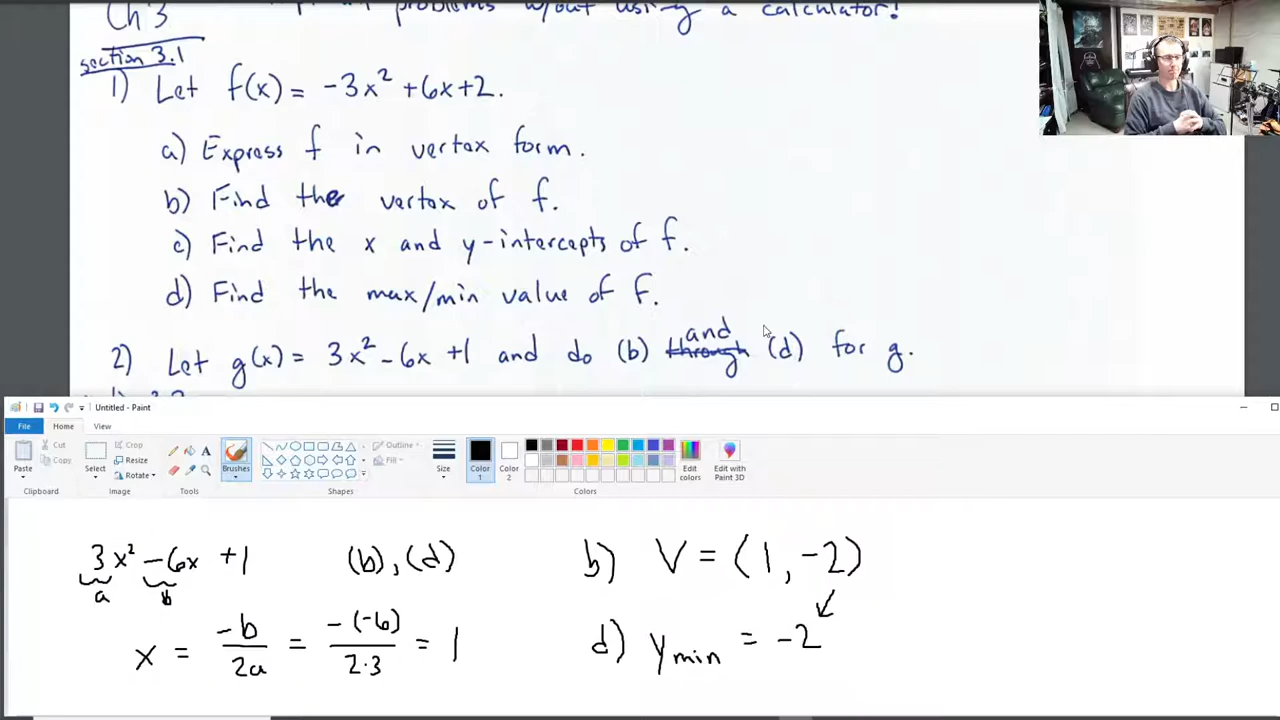 Ch 3
problems w/out using a calculator!
section 3.1
1) Let f(x) = -3x² + 6x + 2.
a) Express f in vertex form.
b) Find the vertex of f.
c) Find the x and y-intercepts of f.
d) Find the max/min value of f.
and
2) Let g(x) = 3x² - 6x + 1 and do (b) through (d) for g.
Untitled - Paint
File Home View
Paste Cut Copy Select Crop Resize Rotate Brushes Outline Fill Size Color 1 Color 2 Edit colors Edit with Paint 3D
Clipboard Image Tools Shapes Colors
3x² - 6x + 1 (b), (d)
a b
x = -b/2a = -(-6)/2·3 = 1
b) V = (1, -2)
d) y min = -2